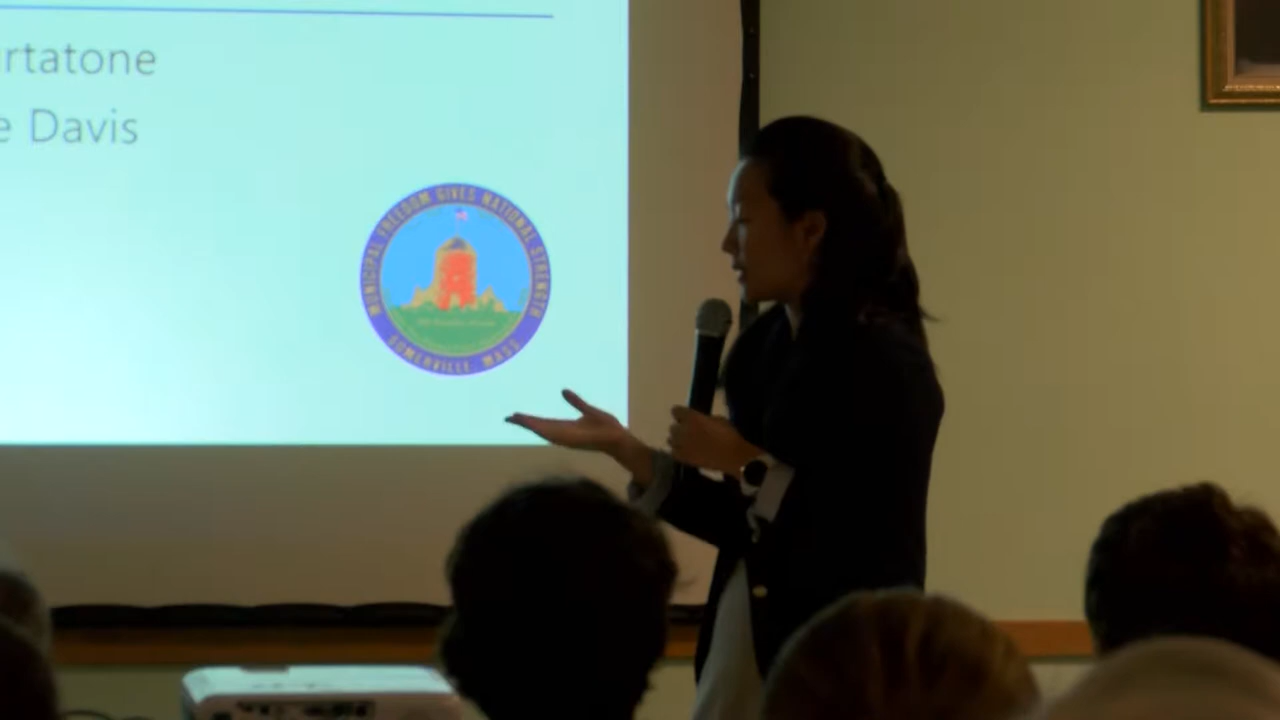 rtatone
e Davis
MUNICIPAL FREEDOM GIVES NATIONAL STRENGTH
SOMERVILLE, MASS